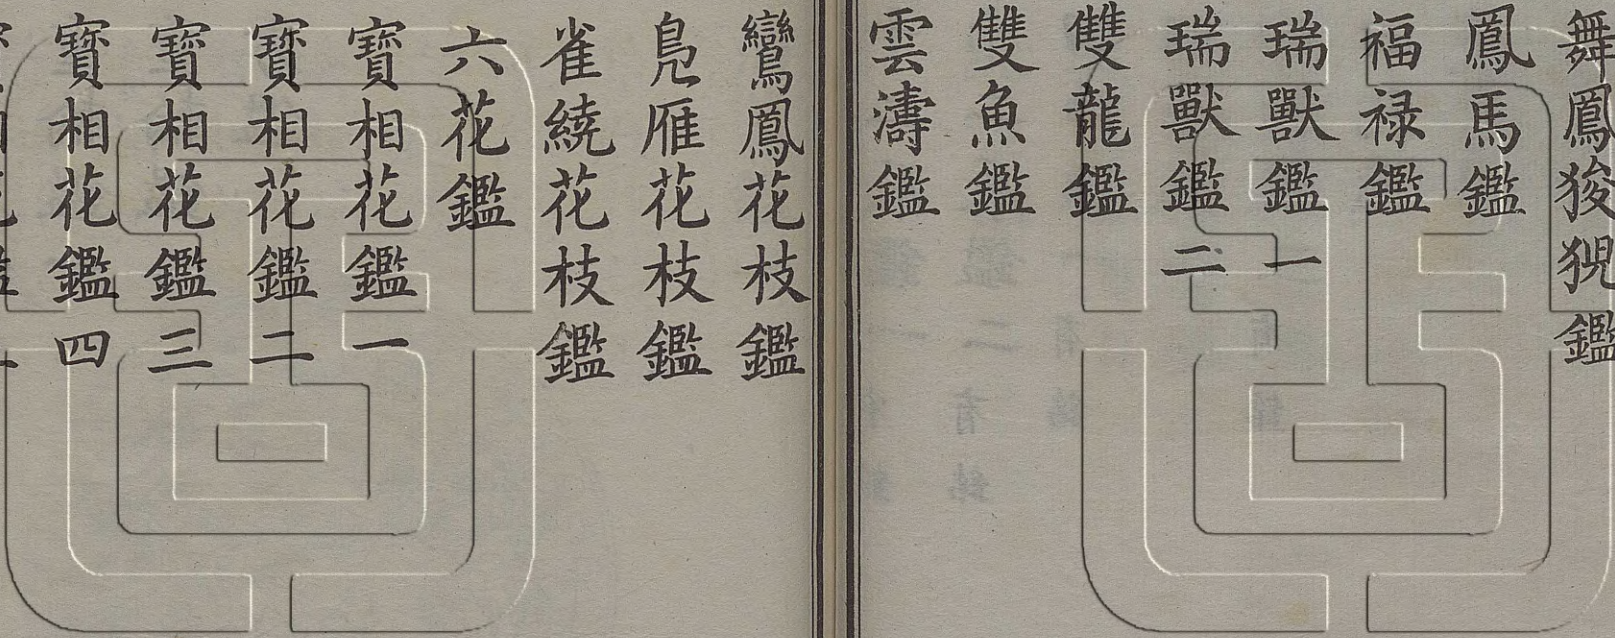 舞鳳狻猊鑑
鳳馬鑑
福禄鑑
瑞獸鑑一
瑞獸鑑二
雙龍鑑
雙魚鑑
雲濤鑑
鸞鳳花枝鑑
鳧雁花枝鑑
雀繞花枝鑑
六花鑑
寶相花鑑一
寶相花鑑二
寶相花鑑三
寶相花鑑四